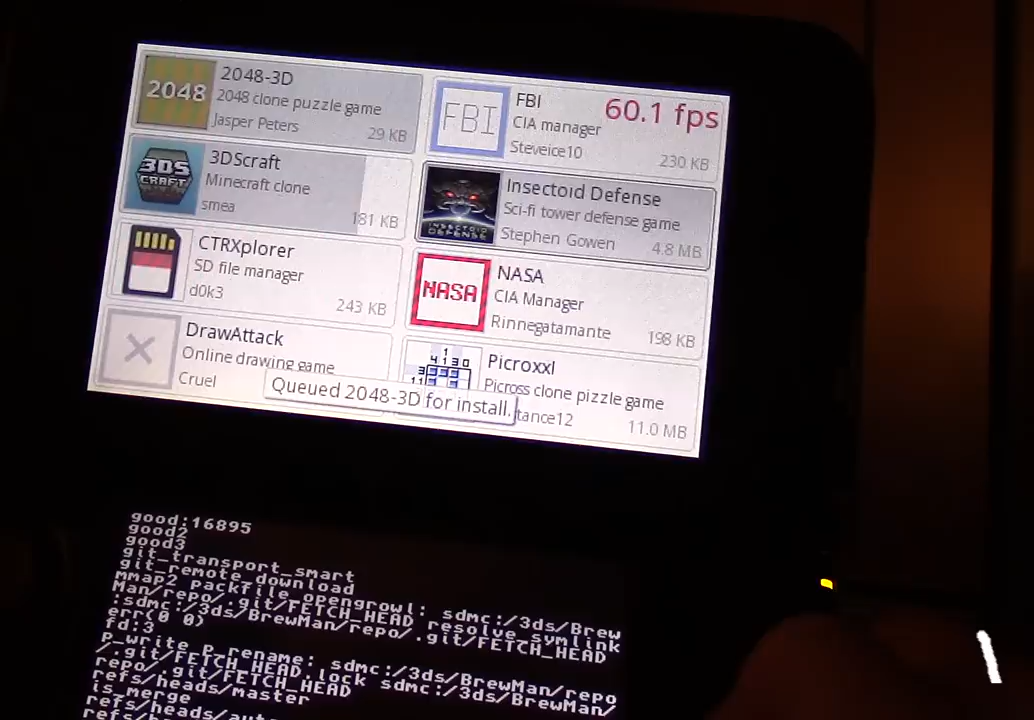 2048
2048-3D
2048 clone puzzle game
Jasper Peters
29 KB
FBI
FBI
CIA manager
Steveice10
60.1 fps
230 KB
3DS
CRAFT
3DScraft
Minecraft clone
smea
181 KB
INSECTOID
DEFENSE
Insectoid Defense
Sci-fi tower defense game
Stephen Gowen
4.8 MB
CTRXplorer
SD file manager
d0k3
243 KB
NASA
NASA
CIA Manager
Rinnegatamante
198 KB
DrawAttack
Online drawing game
Cruel
Picroxxl
Picross clone pizzle game
tance12
11.0 MB
Queued 2048-3D for install.
good:16895
good2
good3
git_transport_smart
git_remote_download
mmap2 packfile_opengrowl: sdmc:/3ds/Brew
Man/repo/.git/FETCH_HEAD resolve_symlink
:sdmc:/3ds/BrewMan/repo/.git/FETCH_HEAD
err(0 0)
fd:3
p_write p_rename: sdmc:/3ds/BrewMan/repo
/.git/FETCH_HEAD.lock sdmc:/3ds/BrewMan/
repo/.git/FETCH_HEAD
refs/heads/master
is_merge